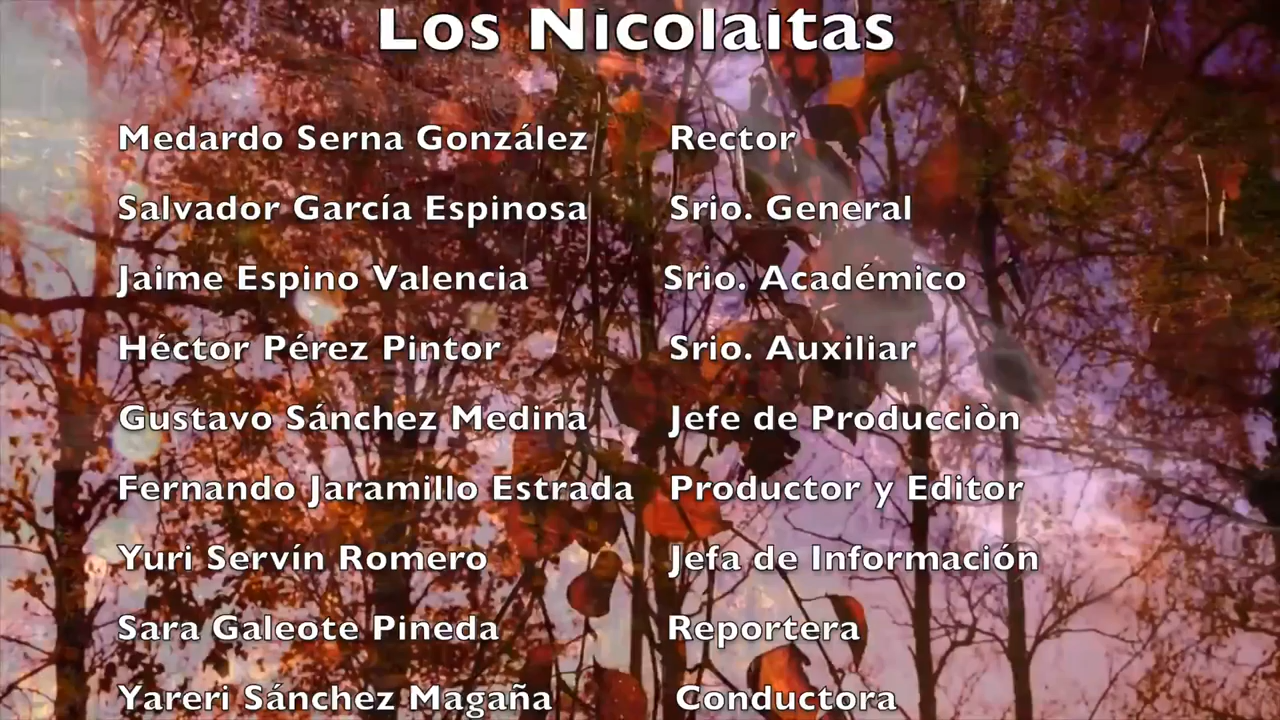 Los Nicolaitas
Medardo Serna González Rector
Salvador García Espinosa Srio. General
Jaime Espino Valencia Srio. Académico
Héctor Pérez Pintor Srio. Auxiliar
Gustavo Sánchez Medina Jefe de Producciòn
Fernando Jaramillo Estrada Productor y Editor
Yuri Servín Romero Jefa de Información
Sara Galeote Pineda Reportera
Yareri Sánchez Magaña Conductora